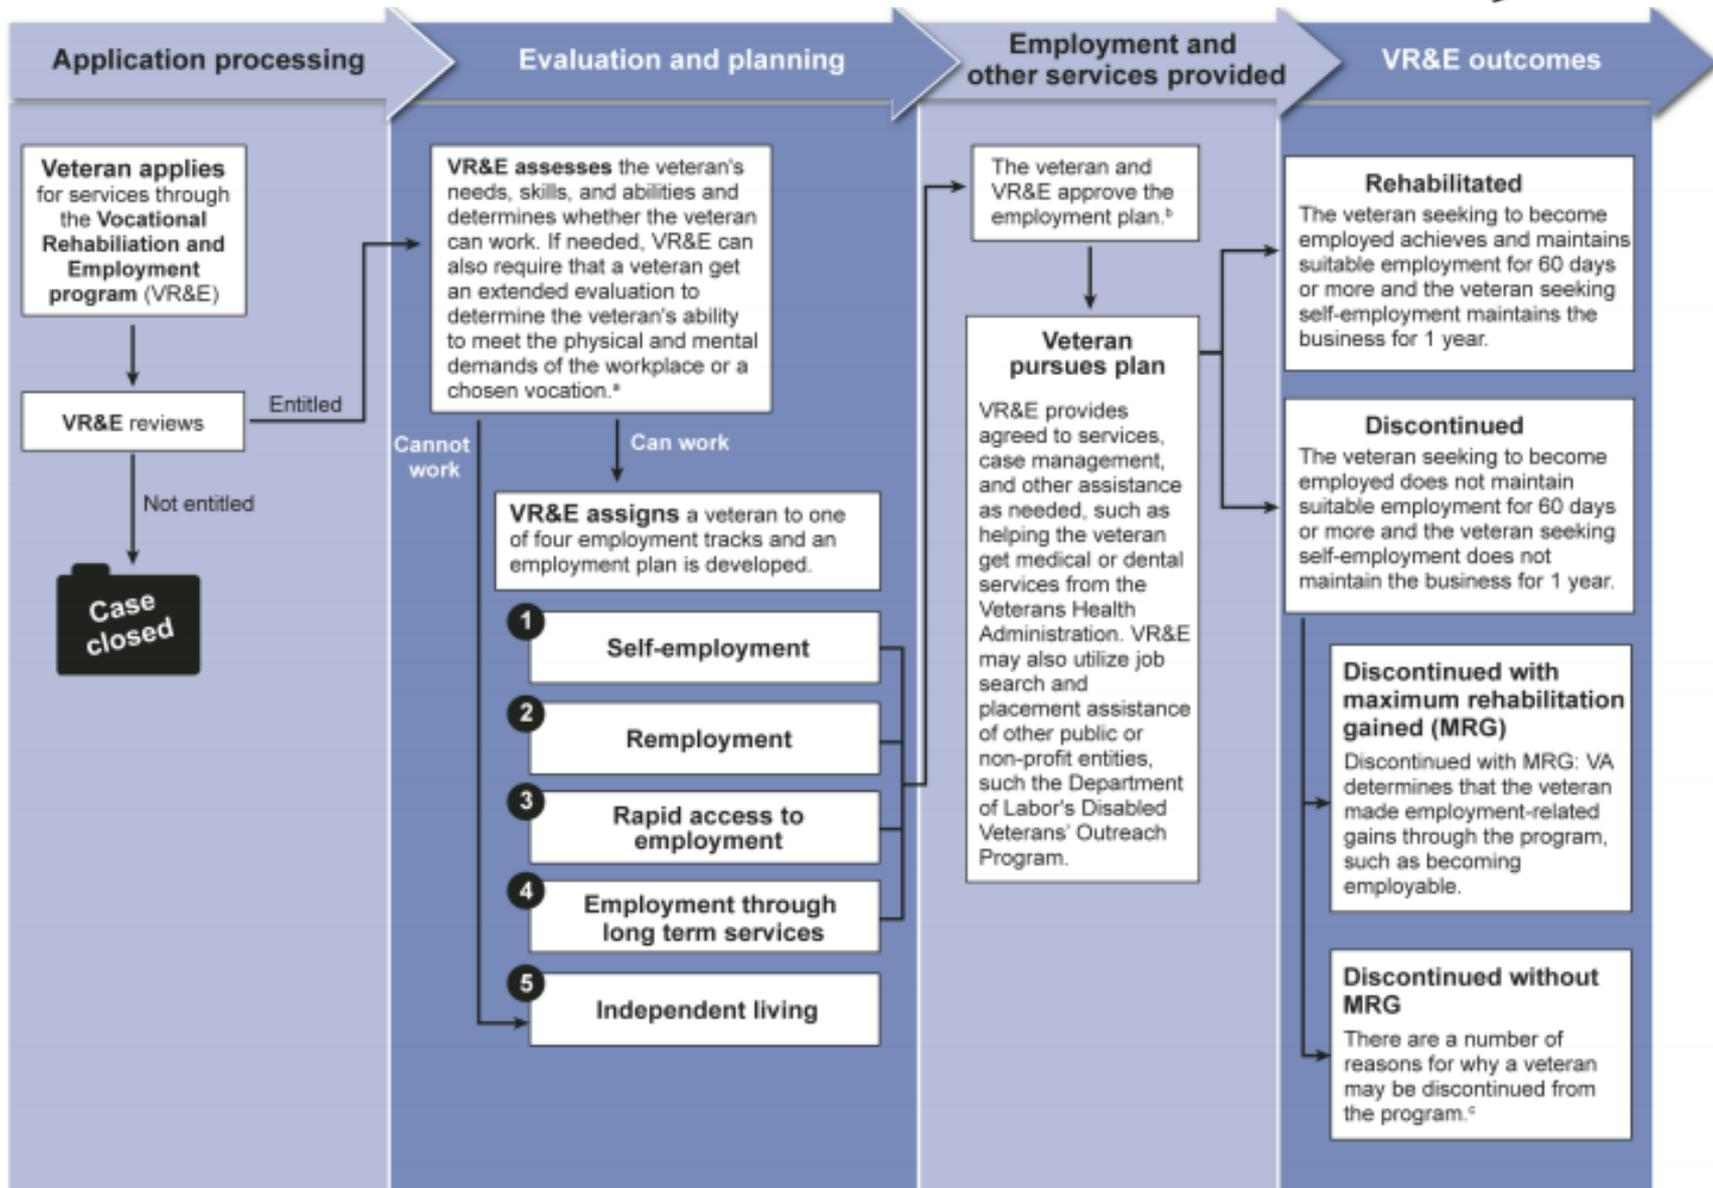 Application processing
Evaluation and planning
Employment and
other services provided
VR&E outcomes
Veteran applies
for services through
the Vocational
Rehabiliation and
Employment
program (VR&E)
VR&E reviews
Entitled
Not entitled
Case
closed
VR&E assesses the veteran's
needs, skills, and abilities and
determines whether the veteran
can work. If needed, VR&E can
also require that a veteran get
an extended evaluation to
determine the veteran's ability
to meet the physical and mental
demands of the workplace or a
chosen vocation.ª
Cannot
work
Can work
VR&E assigns a veteran to one
of four employment tracks and an
employment plan is developed.
1
Self-employment
2
Remployment
3
Rapid access to
employment
4
Employment through
long term services
5
Independent living
The veteran and
VR&E approve the
employment plan.ᵇ
Veteran
pursues plan
VR&E provides
agreed to services,
case management,
and other assistance
as needed, such as
helping the veteran
get medical or dental
services from the
Veterans Health
Administration. VR&E
may also utilize job
search and
placement assistance
of other public or
non-profit entities,
such the Department
of Labor's Disabled
Veterans' Outreach
Program.
Rehabilitated
The veteran seeking to become
employed achieves and maintains
suitable employment for 60 days
or more and the veteran seeking
self-employment maintains the
business for 1 year.
Discontinued
The veteran seeking to become
employed does not maintain
suitable employment for 60 days
or more and the veteran seeking
self-employment does not
maintain the business for 1 year.
Discontinued with
maximum rehabilitation
gained (MRG)
Discontinued with MRG: VA
determines that the veteran
made employment-related
gains through the program,
such as becoming
employable.
Discontinued without
MRG
There are a number of
reasons for why a veteran
may be discontinued from
the program.ᶜ